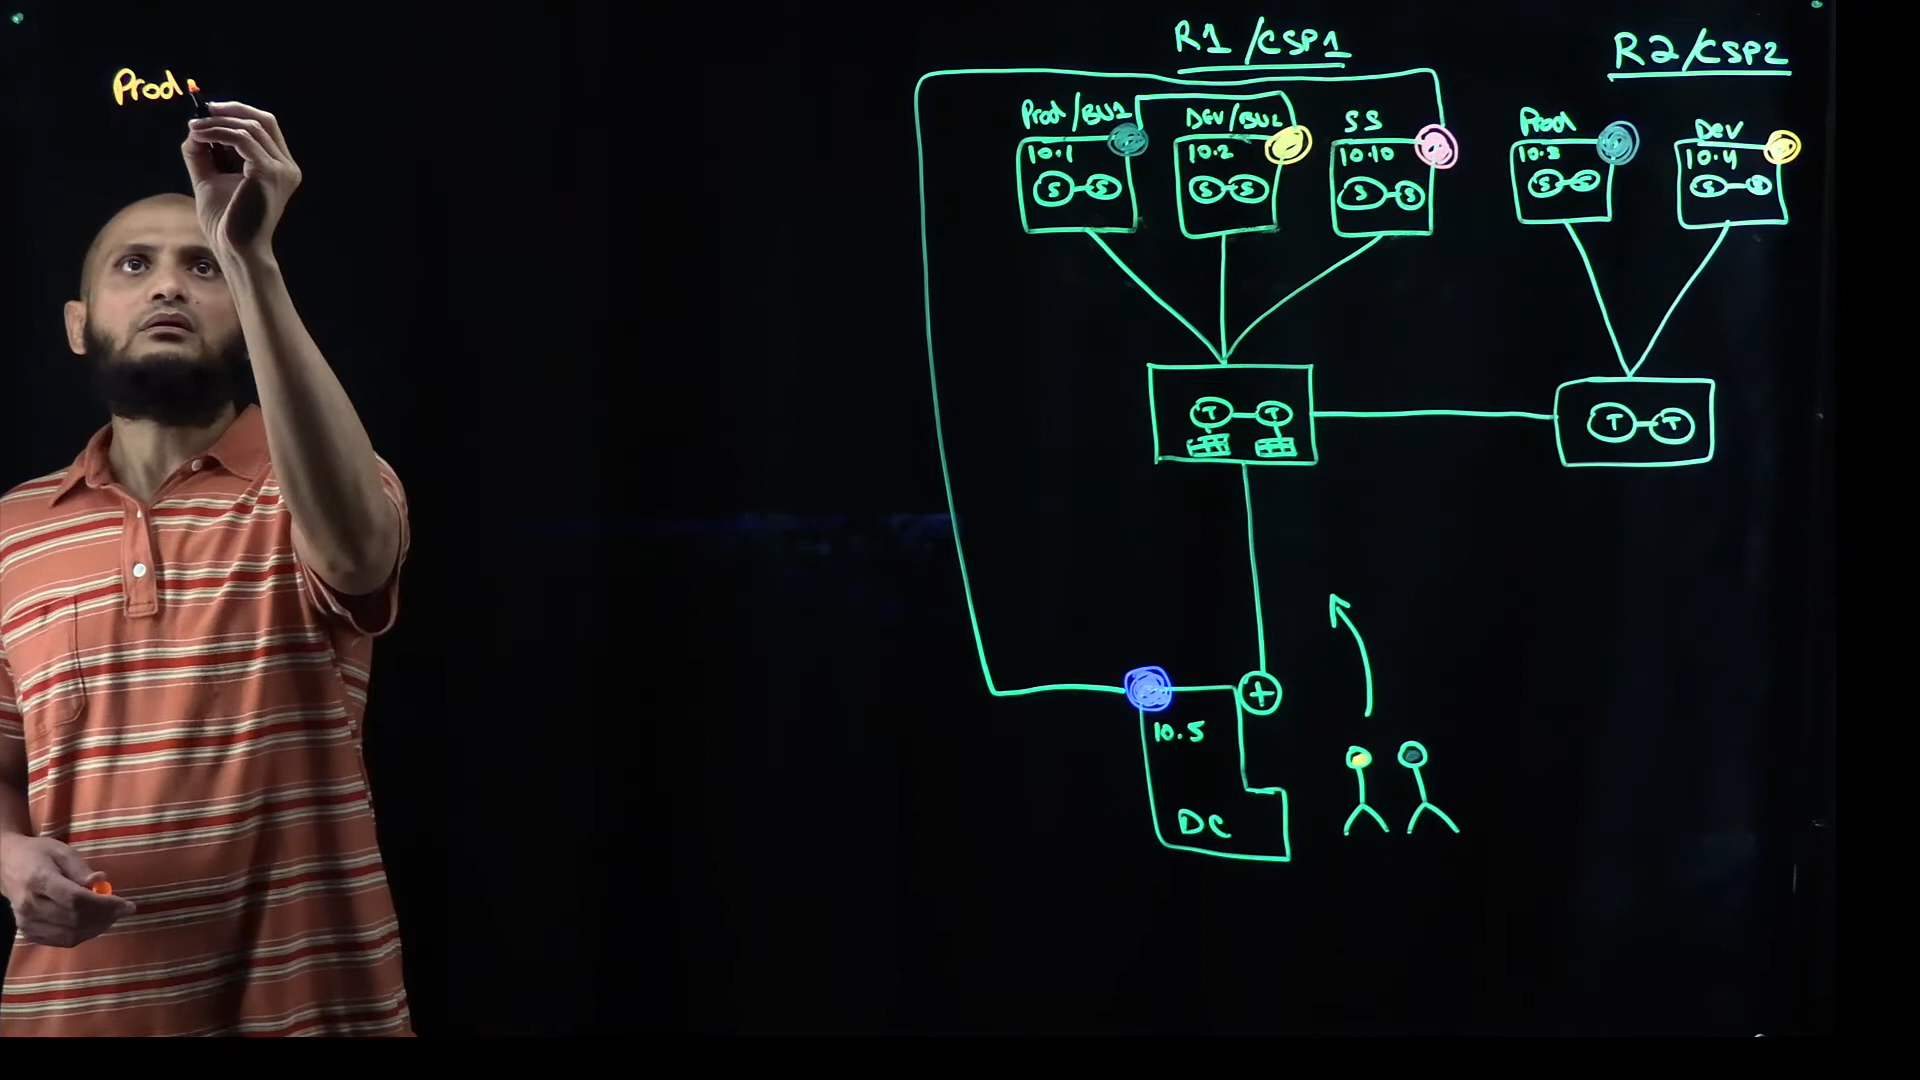 Prod
R1/CSP1
R2/CSP2
Prod/BU1
DEV/BU2
SS
Prod
DEV
10.1
10.2
10.10
10.3
10.4
S S
S S
S S
S S
S S
T T
T T
+
10.5
DC